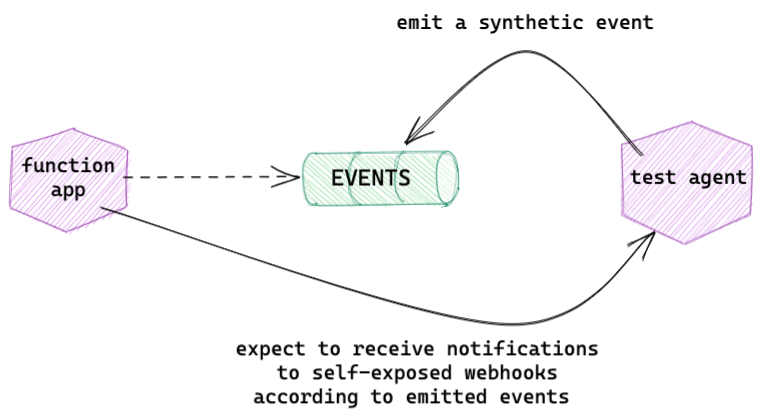 emit a synthetic event
function
app
EVENTS
test agent
expect to receive notifications
to self-exposed webhooks
according to emitted events